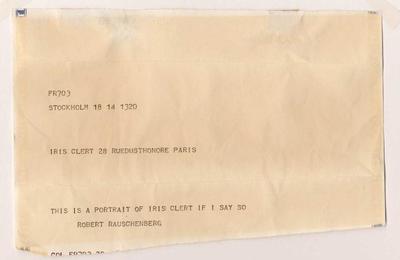 FR703
STOCKHOLM 18 14 1320
IRIS CLERT 28 RUEDUSTHONORE PARIS
THIS IS A PORTRAIT OF IRIS CLERT IF I SAY SO
ROBERT RAUSCHENBERG
COL FR703 28